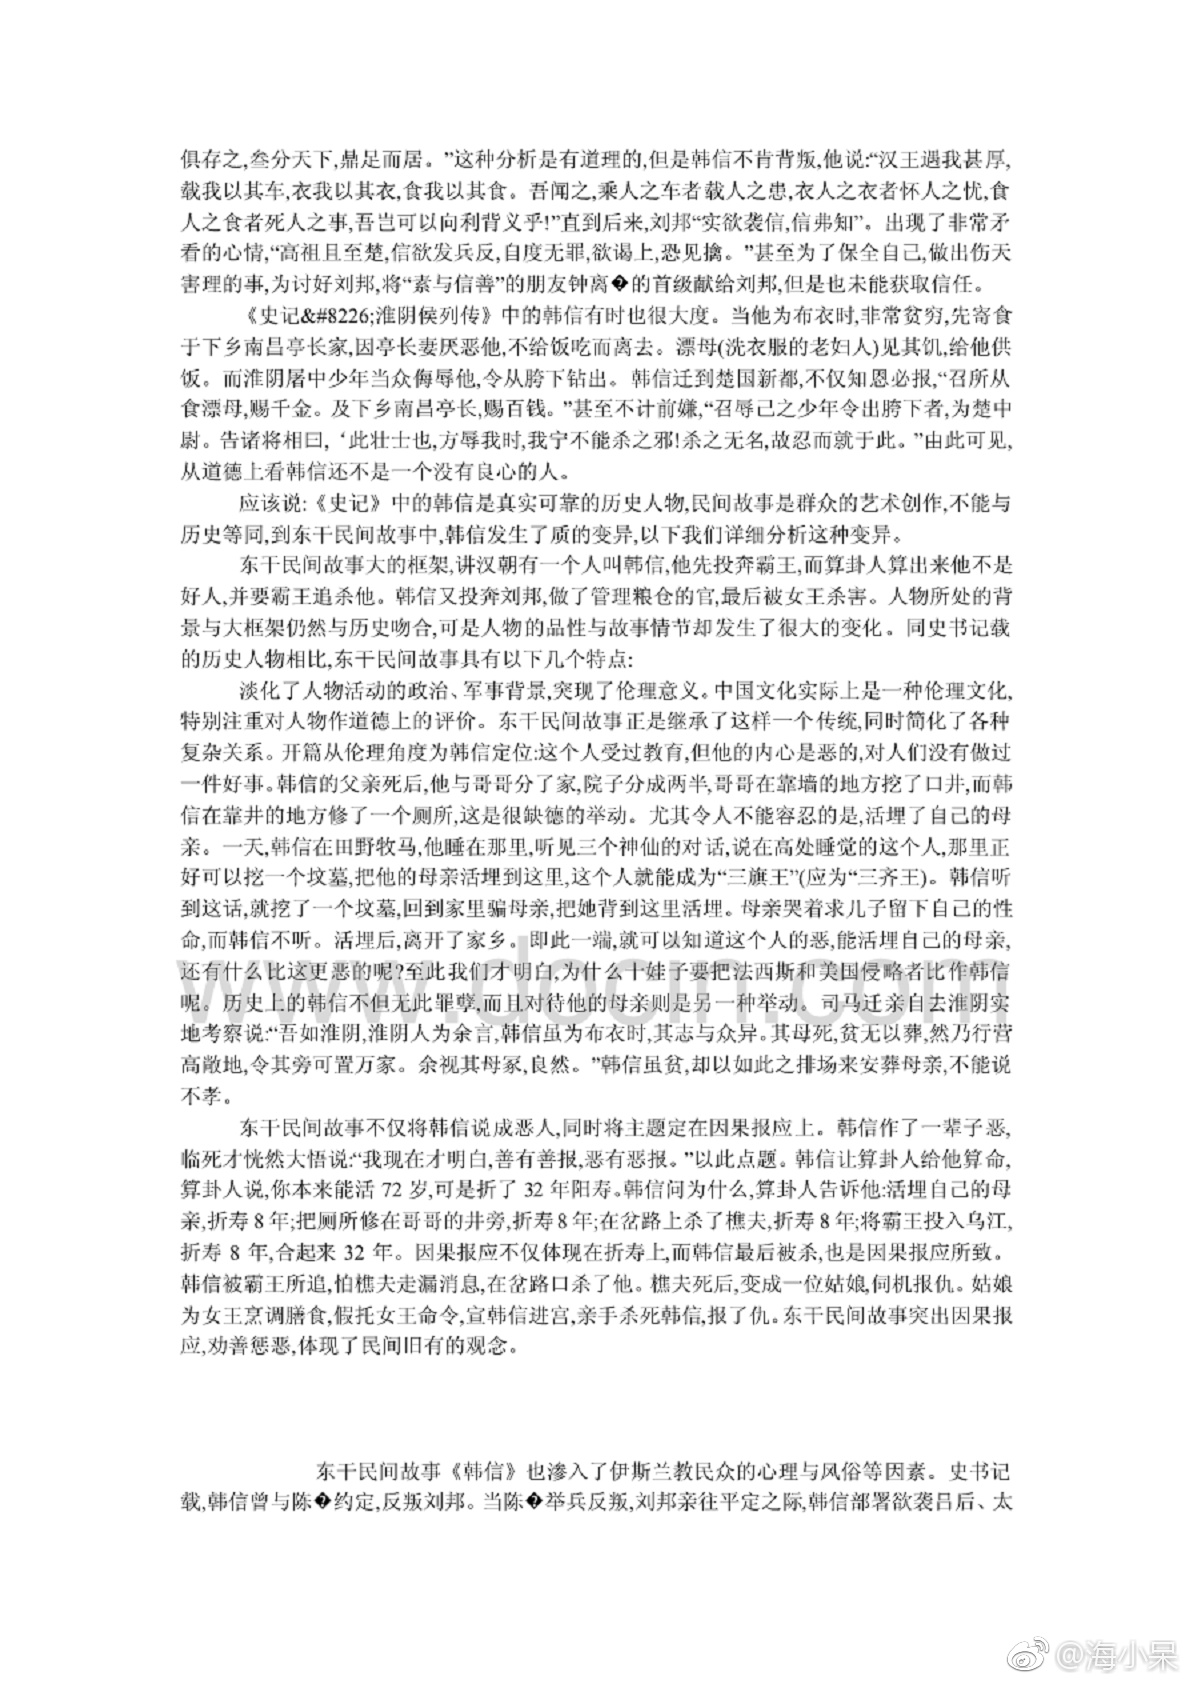 俱存之,叁分天下,鼎足而居。”这种分析是有道理的,但是韩信不肯背叛,他说:“汉王遇我甚厚,
载我以其车,衣我以其衣,食我以其食。吾闻之,乘人之车者载人之患,衣人之衣者怀人之忧,食
人之食者死人之事,吾岂可以向利背义乎!”直到后来,刘邦“实欲袭信,信弗知”。出现了非常矛
看的心情,“高祖且至楚,信欲发兵反,自度无罪,欲谒上,恐见擒。”甚至为了保全自己,做出伤天
害理的事,为讨好刘邦,将“素与信善”的朋友钟离�的首级献给刘邦,但是也未能获取信任。
《史记&#8226;淮阴侯列传》中的韩信有时也很大度。当他为布衣时,非常贫穷,先寄食
于下乡南昌亭长家,因亭长妻厌恶他,不给饭吃而离去。漂母(洗衣服的老妇人)见其饥,给他供
饭。而淮阴屠中少年当众侮辱他,令从胯下钻出。韩信迁到楚国新都,不仅知恩必报,“召所从
食漂母,赐千金。及下乡南昌亭长,赐百钱。”甚至不计前嫌,“召辱己之少年令出胯下者,为楚中
尉。告诸将相曰,‘此壮士也,方辱我时,我宁不能杀之邪!杀之无名,故忍而就于此。”由此可见,
从道德上看韩信还不是一个没有良心的人。
应该说:《史记》中的韩信是真实可靠的历史人物,民间故事是群众的艺术创作,不能与
历史等同,到东干民间故事中,韩信发生了质的变异,以下我们详细分析这种变异。
东干民间故事大的框架,讲汉朝有一个人叫韩信,他先投奔霸王,而算卦人算出来他不是
好人,并要霸王追杀他。韩信又投奔刘邦,做了管理粮仓的官,最后被女王杀害。人物所处的背
景与大框架仍然与历史吻合,可是人物的品性与故事情节却发生了很大的变化。同史书记载
的历史人物相比,东干民间故事具有以下几个特点:
淡化了人物活动的政治、军事背景,突现了伦理意义。中国文化实际上是一种伦理文化,
特别注重对人物作道德上的评价。东干民间故事正是继承了这样一个传统,同时简化了各种
复杂关系。开篇从伦理角度为韩信定位:这个人受过教育,但他的内心是恶的,对人们没有做过
一件好事。韩信的父亲死后,他与哥哥分了家,院子分成两半,哥哥在靠墙的地方挖了口井,而韩
信在靠井的地方修了一个厕所,这是很缺德的举动。尤其令人不能容忍的是,活埋了自己的母
亲。一天,韩信在田野牧马,他睡在那里,听见三个神仙的对话,说在高处睡觉的这个人,那里正
好可以挖一个坟墓,把他的母亲活埋到这里,这个人就能成为“三旗王”(应为“三齐王)。韩信听
到这话,就挖了一个坟墓,回到家里骗母亲,把她背到这里活埋。母亲哭着求儿子留下自己的性
命,而韩信不听。活埋后,离开了家乡。即此一端,就可以知道这个人的恶,能活埋自己的母亲,
还有什么比这更恶的呢?至此我们才明白,为什么十娃子要把法西斯和美国侵略者比作韩信
呢。历史上的韩信不但无此罪孽,而且对待他的母亲则是另一种举动。司马迁亲自去淮阴实
地考察说:“吾如淮阴,淮阴人为余言,韩信虽为布衣时,其志与众异。其母死,贫无以葬,然乃行营
高敞地,令其旁可置万家。余视其母冢,良然。”韩信虽贫,却以如此之排场来安葬母亲,不能说
不孝。
东干民间故事不仅将韩信说成恶人,同时将主题定在因果报应上。韩信作了一辈子恶,
临死才恍然大悟说:“我现在才明白,善有善报,恶有恶报。”以此点题。韩信让算卦人给他算命,
算卦人说,你本来能活72岁,可是折了32年阳寿。韩信问为什么,算卦人告诉他:活埋自己的母
亲,折寿8年;把厕所修在哥哥的井旁,折寿8年;在岔路上杀了樵夫,折寿8年;将霸王投入乌江,
折寿 8 年,合起来 32 年。因果报应不仅体现在折寿上,而韩信最后被杀,也是因果报应所致。
韩信被霸王所追,怕樵夫走漏消息,在岔路口杀了他。樵夫死后,变成一位姑娘,伺机报仇。姑娘
为女王烹调膳食,假托女王命令,宣韩信进宫,亲手杀死韩信,报了仇。东干民间故事突出因果报
应,劝善惩恶,体现了民间旧有的观念。
东干民间故事《韩信》也渗入了伊斯兰教民众的心理与风俗等因素。史书记
载,韩信曾与陈�约定,反叛刘邦。当陈�举兵反叛,刘邦亲往平定之际,韩信部署欲袭吕后、太
www.docin.com
@海小呆